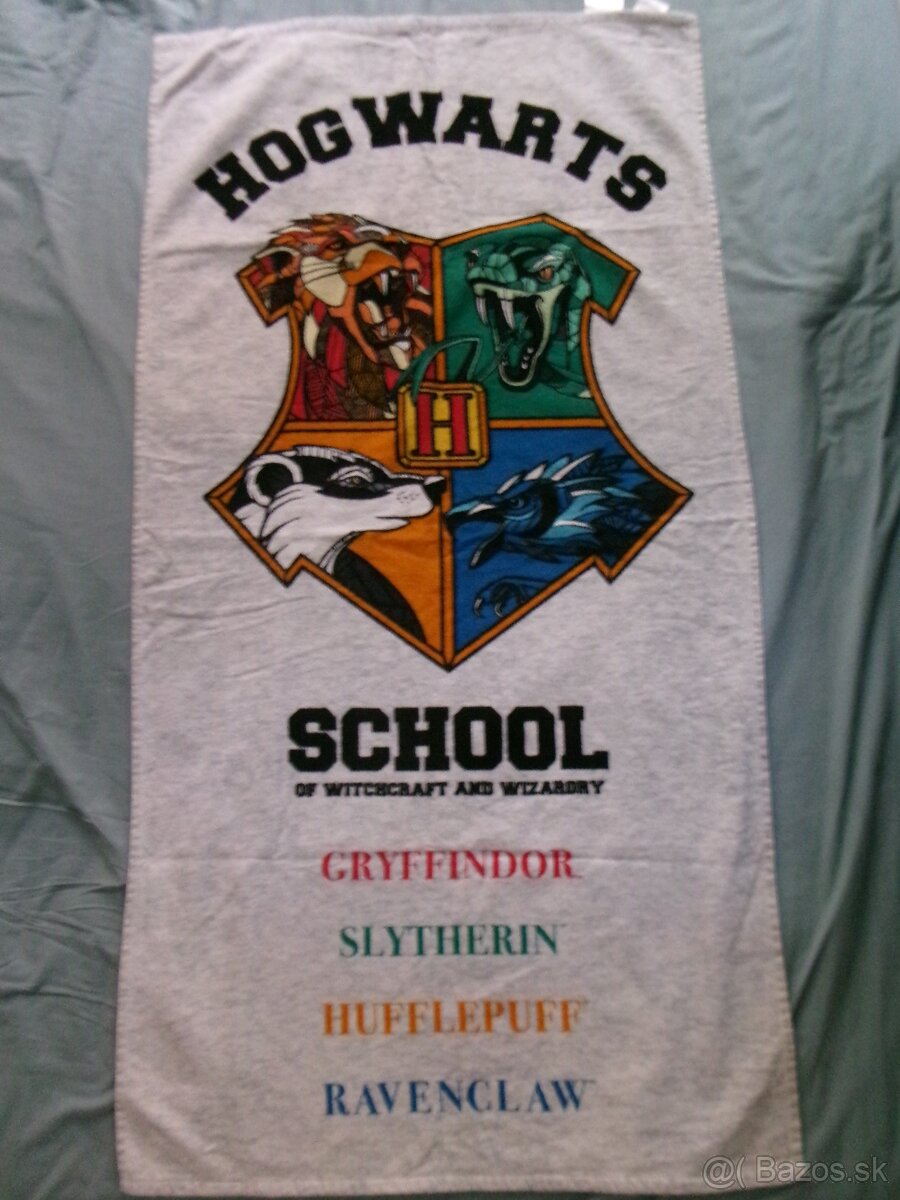 HOGWARTS
H
SCHOOL
OF WITCHCRAFT AND WIZARDRY
GRYFFINDOR
SLYTHERIN
HUFFLEPUFF
RAVENCLAW
@( Bazos.sk